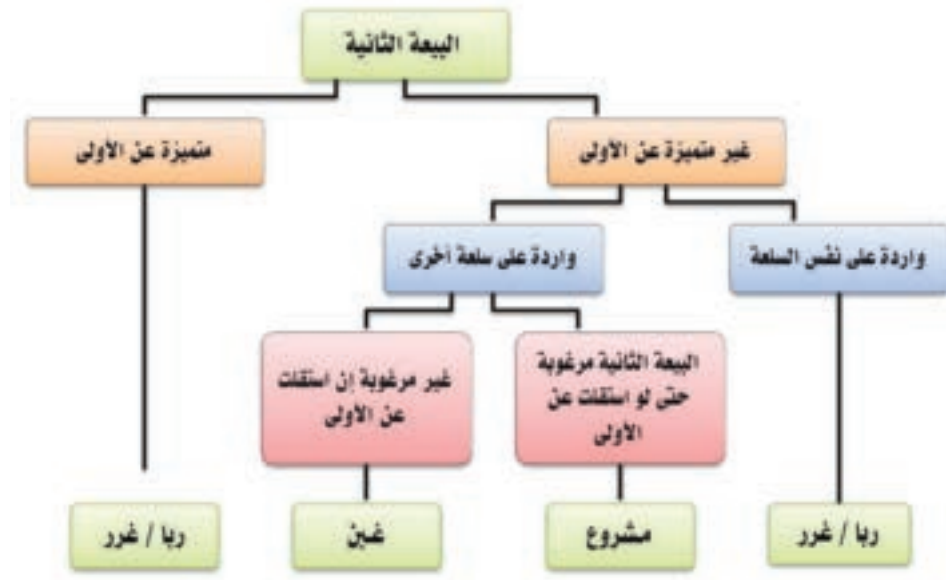 البيعة الثانية
غير متميزة عن الأولى
متميزة عن الأولى
واردة على نفس السلعة
واردة على سلعة أخرى
البيعة الثانية مرغوبة
حتى لو استقلت عن
الأولى
غير مرغوبة إن استقلت
عن الأولى
ربا / غرر
مشروع
غبن
ربا / غرر